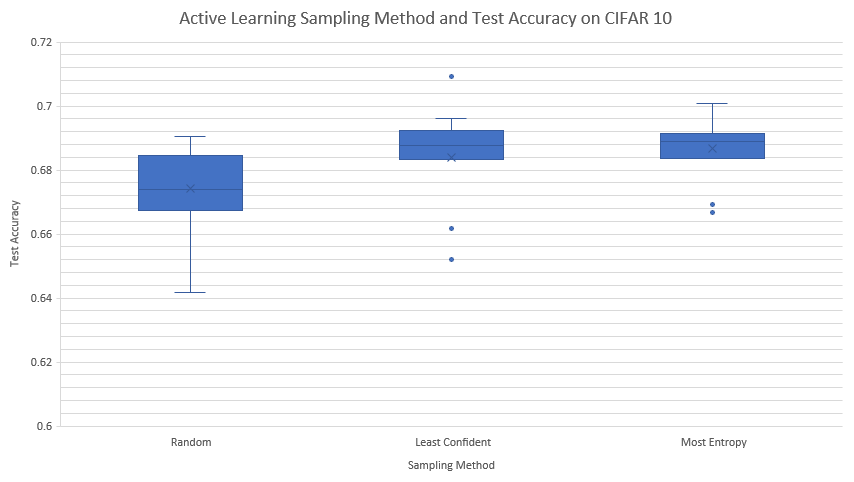 Active Learning Sampling Method and Test Accuracy on CIFAR 10
0.72
0.7
0.68
0.66
0.64
0.62
0.6
Test Accuracy
Random
Least Confident
Most Entropy
Sampling Method